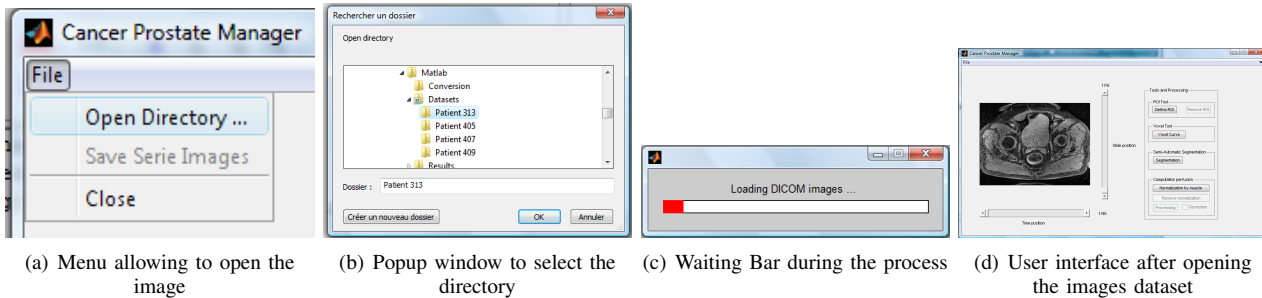 Cancer Prostate Manager
File
Open Directory ...
Save Serie Images
Close
(a) Menu allowing to open the
image
Rechercher un dossier
Open directory
Matlab
Conversion
Datasets
Patient 313
Patient 405
Patient 407
Patient 409
Results
Dossier : Patient 313
Créer un nouveau dossier OK Annuler
(b) Popup window to select the
directory
Loading DICOM images ...
(c) Waiting Bar during the process
Cancer Prostate Manager
File
Tools and Processing
ROI Tool
Define ROI Remove ROI
Voxel Tool
Voxel Curve
Slide position
Semi-Automatic Segmentation
Segmentation
Computation perfusion
Normalization by muscle
Remove normalization
Processing Correction
Time position
(d) User interface after opening
the images dataset